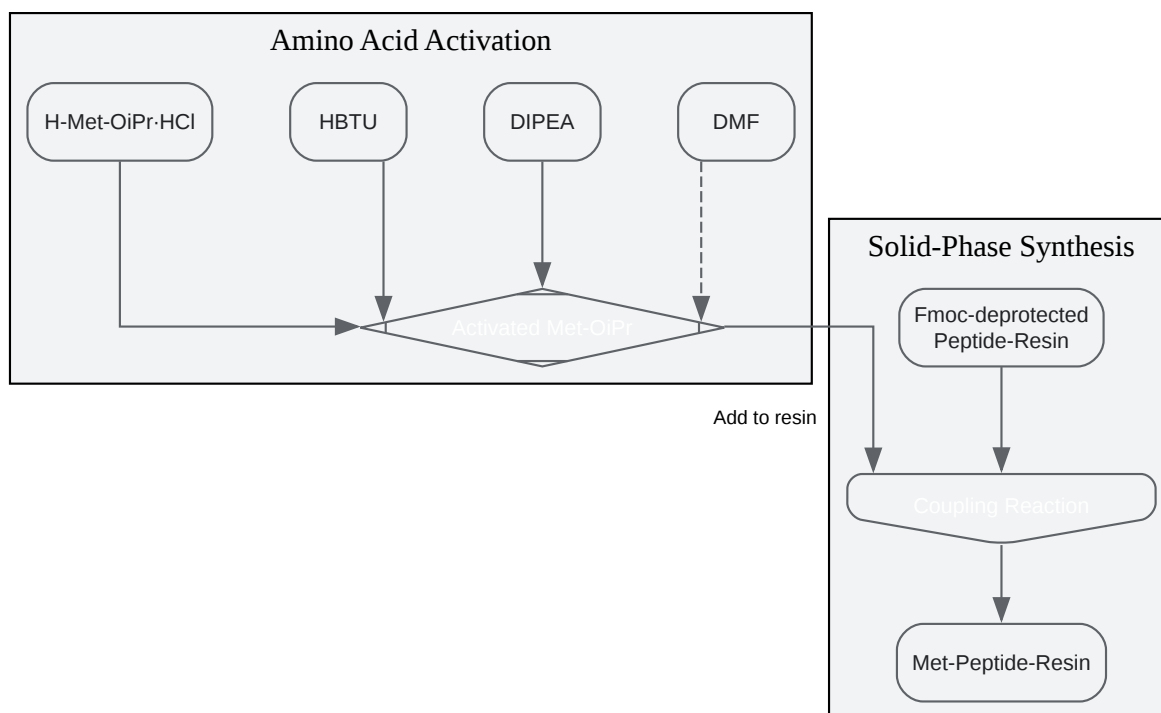 Amino Acid Activation
H-Met-OiPr·HCl
HBTU
DIPEA
DMF
Activated Met-OiPr
Add to resin
Solid-Phase Synthesis
Fmoc-deprotected
Peptide-Resin
Coupling Reaction
Met-Peptide-Resin